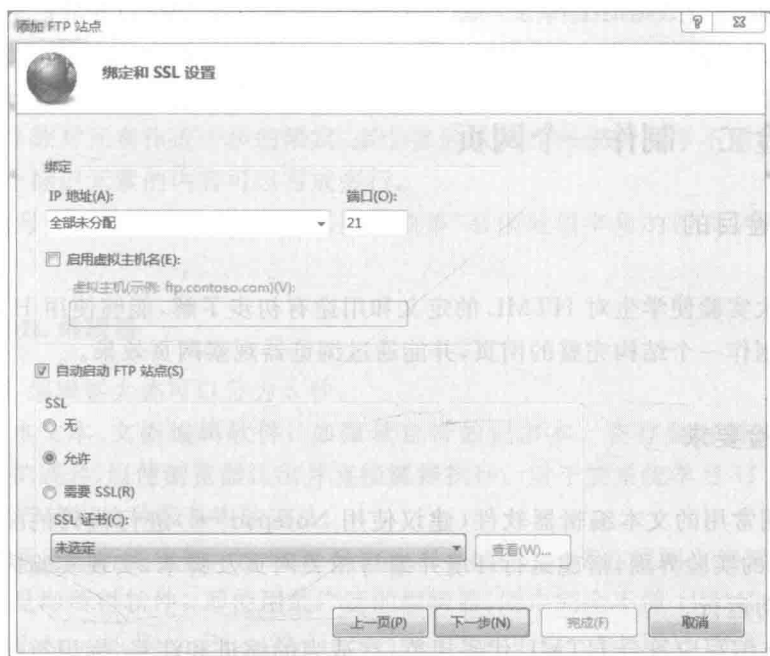 添加 FTP 站点
绑定和 SSL 设置
绑定
IP 地址(A):
端口(O):
全部未分配
21
启用虚拟主机名(E):
虚拟主机(示例: ftp.contoso.com)(V):
自动启动 FTP 站点(S)
SSL
无
允许
需要 SSL(R)
SSL 证书(C):
未选定
查看(W)...
上一页(P)
下一步(N)
完成(F)
取消